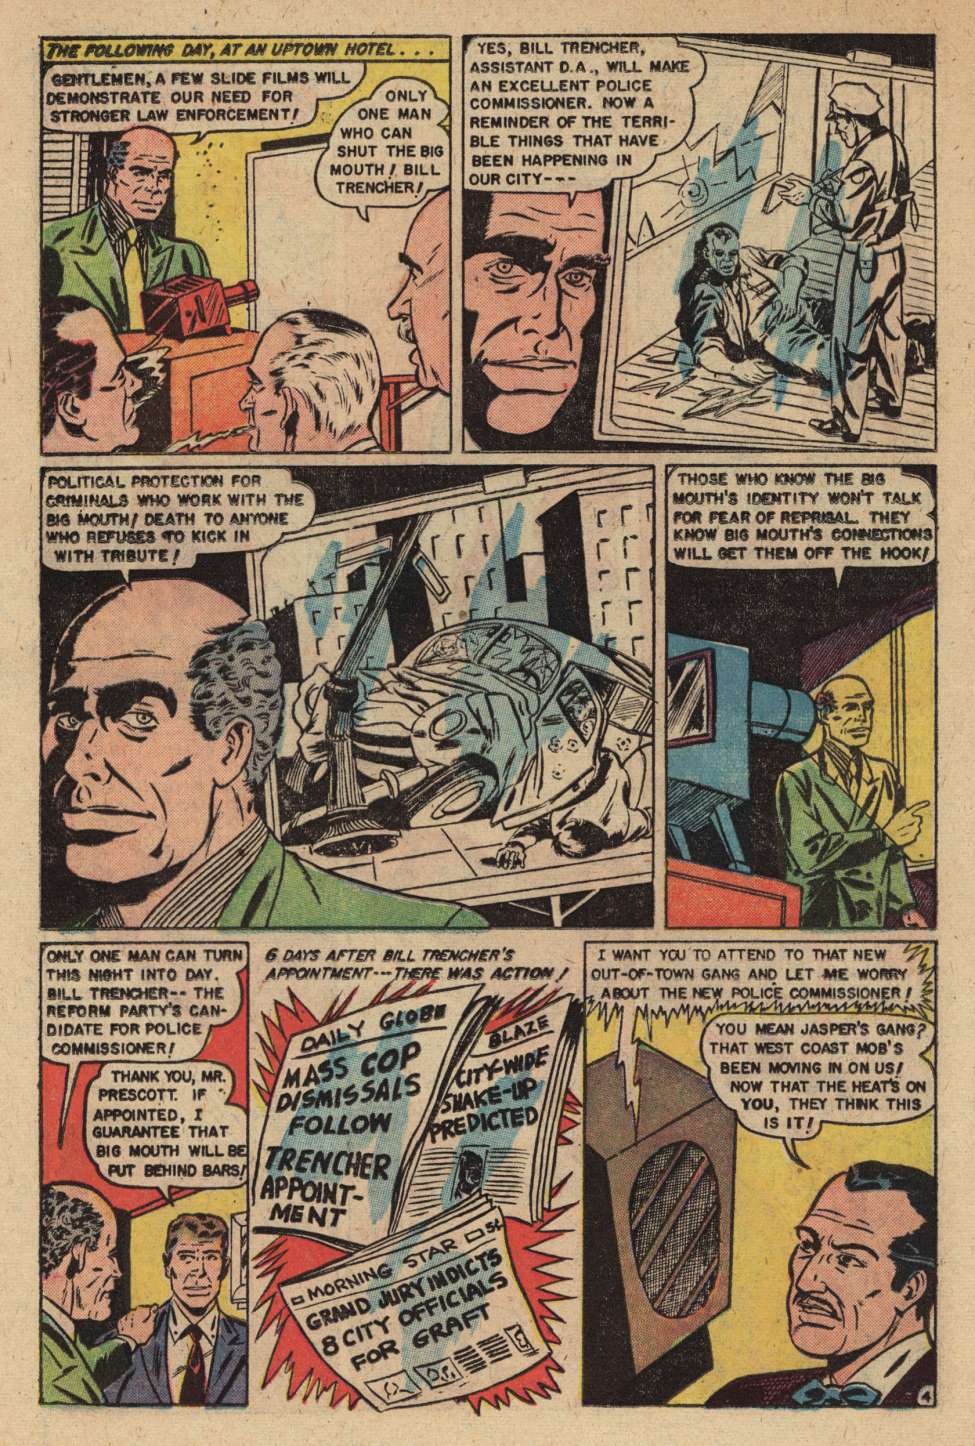 THE FOLLOWING DAY, AT AN UPTOWN HOTEL...
GENTLEMEN, A FEW SLIDE FILMS WILL
DEMONSTRATE OUR NEED FOR
STRONGER LAW ENFORCEMENT!
ONLY
ONE MAN
WHO CAN
SHUT THE BIG
MOUTH! BILL
TRENCHER!
YES, BILL TRENCHER,
ASSISTANT D.A., WILL MAKE
AN EXCELLENT POLICE
COMMISSIONER. NOW A
REMINDER OF THE TERRI-
BLE THINGS THAT HAVE
BEEN HAPPENING IN
OUR CITY---
POLITICAL PROTECTION FOR
CRIMINALS WHO WORK WITH THE
BIG MOUTH! DEATH TO ANYONE
WHO REFUSES TO KICK IN
WITH TRIBUTE!
THOSE WHO KNOW THE BIG
MOUTH'S IDENTITY WON'T TALK
FOR FEAR OF REPRISAL. THEY
KNOW BIG MOUTH'S CONNECTIONS
WILL GET THEM OFF THE HOOK!
ONLY ONE MAN CAN TURN
THIS NIGHT INTO DAY.
BILL TRENCHER-- THE
REFORM PARTY'S CAN-
DIDATE FOR POLICE
COMMISSIONER!
THANK YOU, MR.
PRESCOTT. IF
APPOINTED, I
GUARANTEE THAT
BIG MOUTH WILL BE
PUT BEHIND BARS!
6 DAYS AFTER BILL TRENCHER'S
APPOINTMENT---THERE WAS ACTION!
DAILY GLOBE
MASS COP
DISMISSALS
FOLLOW
TRENCHER
APPOINT-
MENT
BLAZE
CITY-WIDE
SHAKE-UP
PREDICTED
MORNING STAR 5¢
GRAND JURY INDICTS
8 CITY OFFICIALS
FOR GRAFT
I WANT YOU TO ATTEND TO THAT NEW
OUT-OF-TOWN GANG AND LET ME WORRY
ABOUT THE NEW POLICE COMMISSIONER!
YOU MEAN JASPER'S GANG?
THAT WEST COAST MOB'S
BEEN MOVING IN ON US!
NOW THAT THE HEAT'S ON
YOU, THEY THINK THIS
IS IT!
4